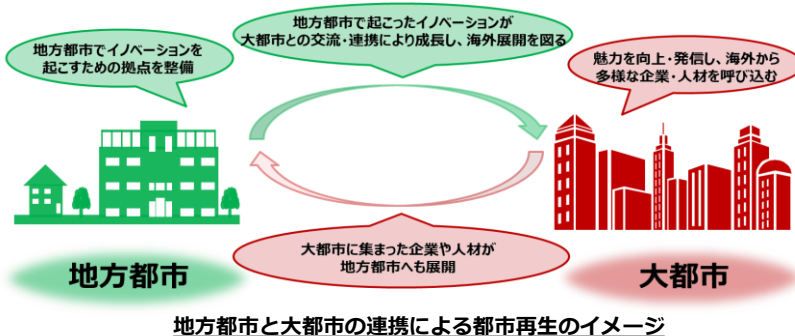 地方都市で起こったイノベーションが
大都市との交流・連携により成長し、海外展開を図る
地方都市でイノベーションを
起こすための拠点を整備
魅力を向上・発信し、海外から
多様な企業・人材を呼び込む
大都市に集まった企業や人材が
地方都市へも展開
地方都市
大都市
地方都市と大都市の連携による都市再生のイメージ